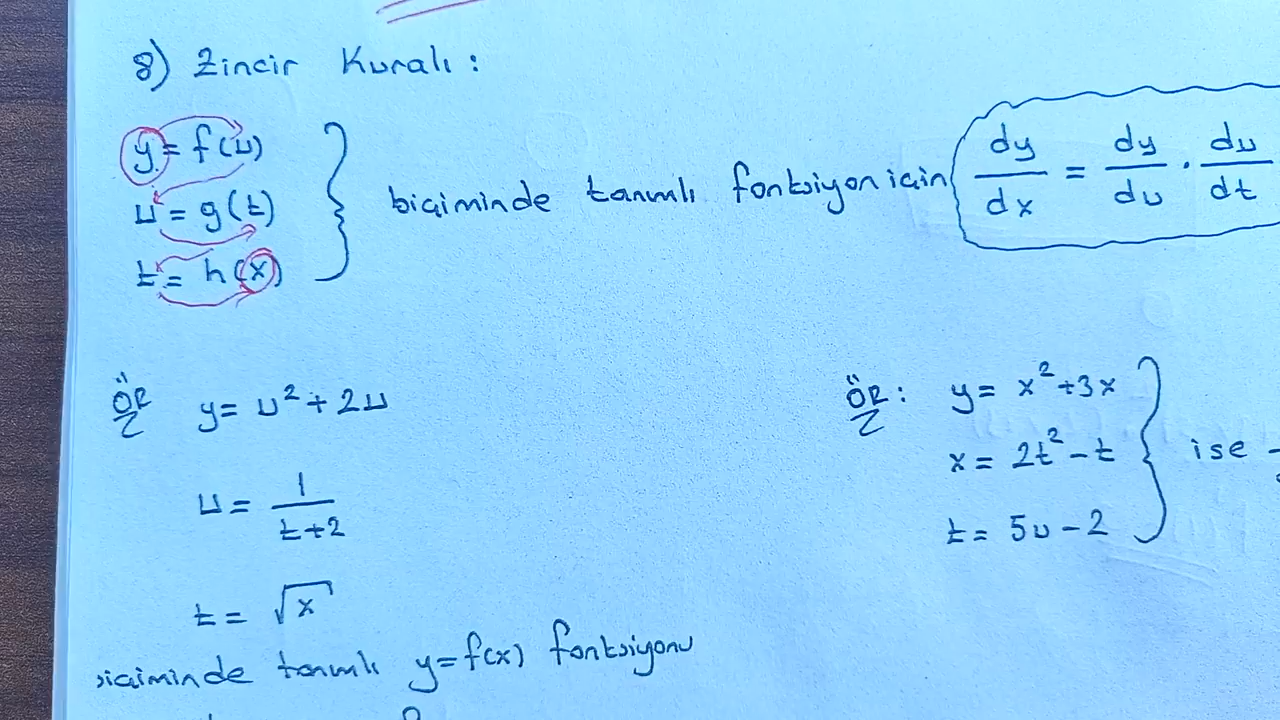 8) Zincir Kuralı:
y = f(u)
u = g(t)
t = h(x)
biçiminde tanımlı fonksiyon için dy/dx = dy/du · du/dt
ÖR y = u² + 2u
u = 1/(t+2)
t = √x
biçiminde tanımlı y = f(x) fonksiyonu
ÖR: y = x² + 3x
x = 2t² - t
t = 5u - 2
ise